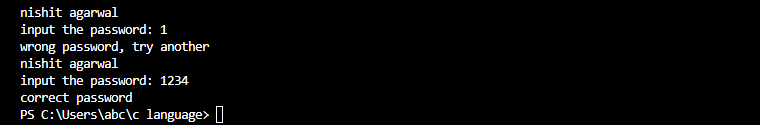 nishit agarwal
input the password: 1
wrong password, try another
nishit agarwal
input the password: 1234
correct password
PS C:\Users\abc\c language>